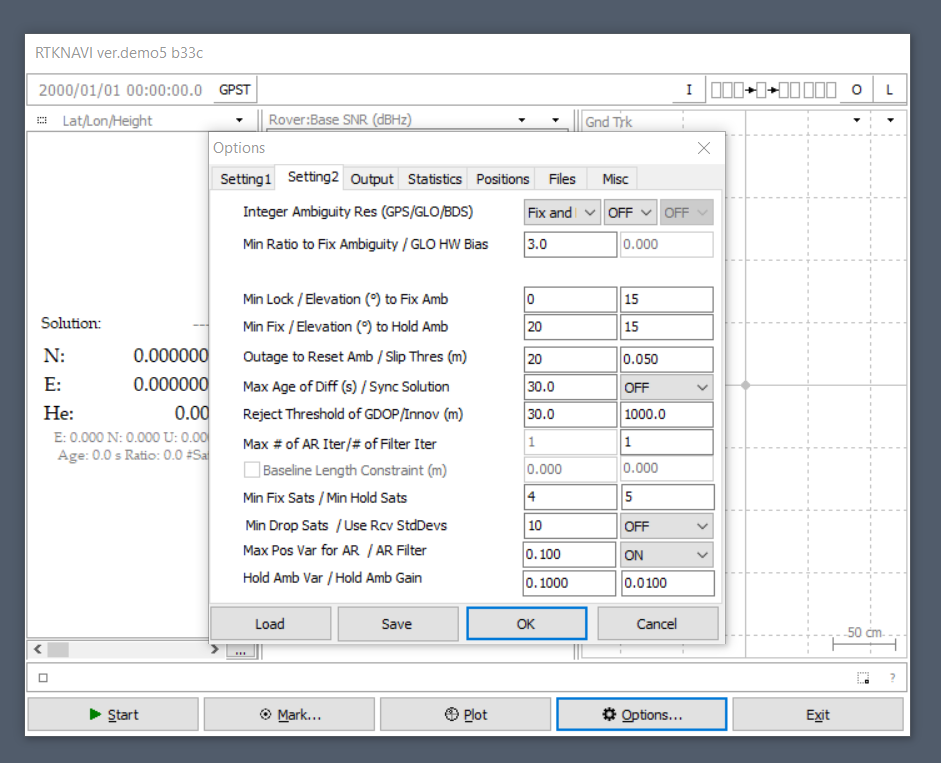 RTKNAVI ver.demo5 b33c
2000/01/01 00:00:00.0 GPST I O L
Lat/Lon/Height Rover:Base SNR (dBHz) Gnd Trk
Options
Setting1 Setting2 Output Statistics Positions Files Misc
Integer Ambiguity Res (GPS/GLO/BDS) Fix and OFF OFF
Min Ratio to Fix Ambiguity / GLO HW Bias 3.0 0.000
Min Lock / Elevation (°) to Fix Amb 0 15
Min Fix / Elevation (°) to Hold Amb 20 15
Outage to Reset Amb / Slip Thres (m) 20 0.050
Max Age of Diff (s) / Sync Solution 30.0 OFF
Reject Threshold of GDOP/Innov (m) 30.0 1000.0
Max # of AR Iter/# of Filter Iter 1 1
Baseline Length Constraint (m) 0.000 0.000
Min Fix Sats / Min Hold Sats 4 5
Min Drop Sats / Use Rcv StdDevs 10 OFF
Max Pos Var for AR / AR Filter 0.100 ON
Hold Amb Var / Hold Amb Gain 0.1000 0.0100
Load Save OK Cancel
Solution: ---
N: 0.000000
E: 0.000000
He: 0.00
E: 0.000 N: 0.000 U: 0.00
Age: 0.0 s Ratio: 0.0 #Sa
50 cm
...
?
Start Mark... Plot Options... Exit